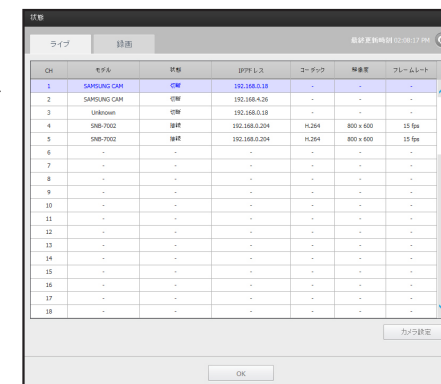 状態
ライブ 録画 最終更新時間 02:08:17 PM
CH モデル 状態 IPアドレス コーデック 解像度 フレームレート
1 SAMSUNG CAM 切断 192.168.0.18 - - -
2 SAMSUNG CAM 切断 192.168.4.26 - - -
3 Unknown 切断 192.168.0.18 - - -
4 SNB-7002 接続 192.168.0.204 H.264 800 x 600 15 fps
5 SNB-7002 接続 192.168.0.204 H.264 800 x 600 15 fps
6 - - - - - -
7 - - - - - -
8 - - - - - -
9 - - - - - -
10 - - - - - -
11 - - - - - -
12 - - - - - -
13 - - - - - -
14 - - - - - -
15 - - - - - -
16 - - - - - -
17 - - - - - -
18 - - - - - -
カメラ設定
OK